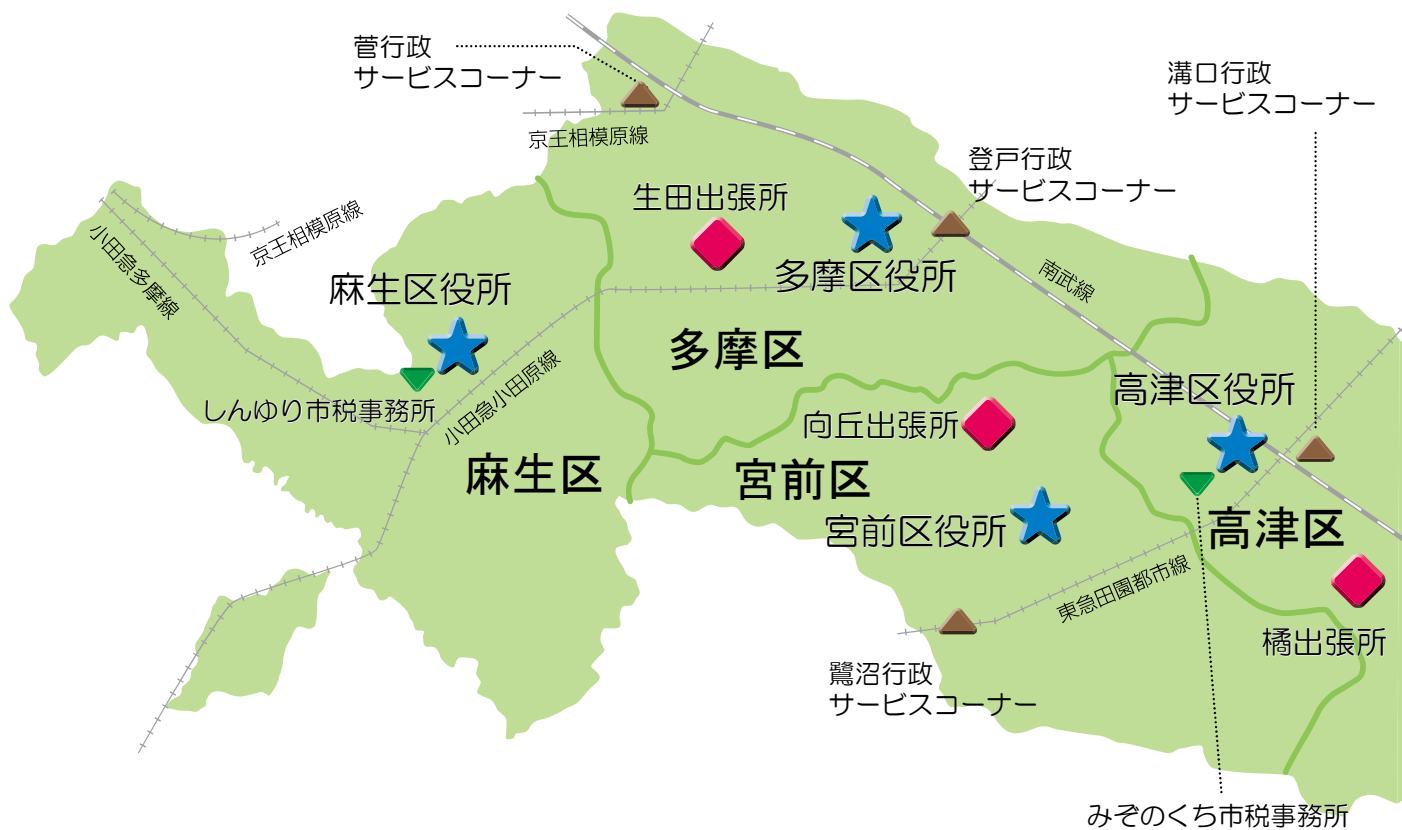 菅行政
サービスコーナー
溝口行政
サービスコーナー
京王相模原線
登戸行政
サービスコーナー
生田出張所
京王相模原線
小田急多摩線
麻生区役所
多摩区役所
南武線
多摩区
小田急小田原線
しんゆり市税事務所
高津区役所
向丘出張所
麻生区
宮前区
宮前区役所
高津区
東急田園都市線
橘出張所
鷺沼行政
サービスコーナー
みぞのくち市税事務所